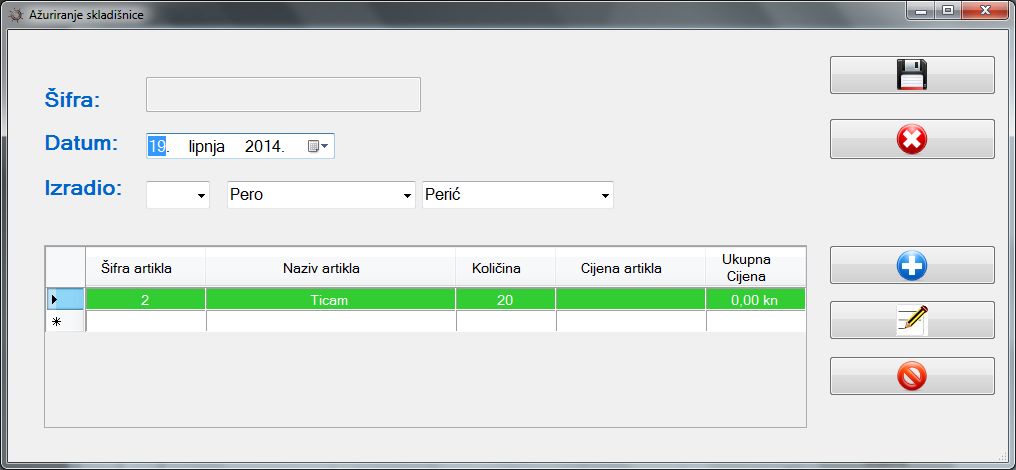 Ažuriranje skladišnice
Šifra:
Datum: 19. lipnja 2014.
Izradio: Pero Perić
Šifra artikla Naziv artikla Količina Cijena artikla Ukupna Cijena
2 Ticam 20 0,00 kn